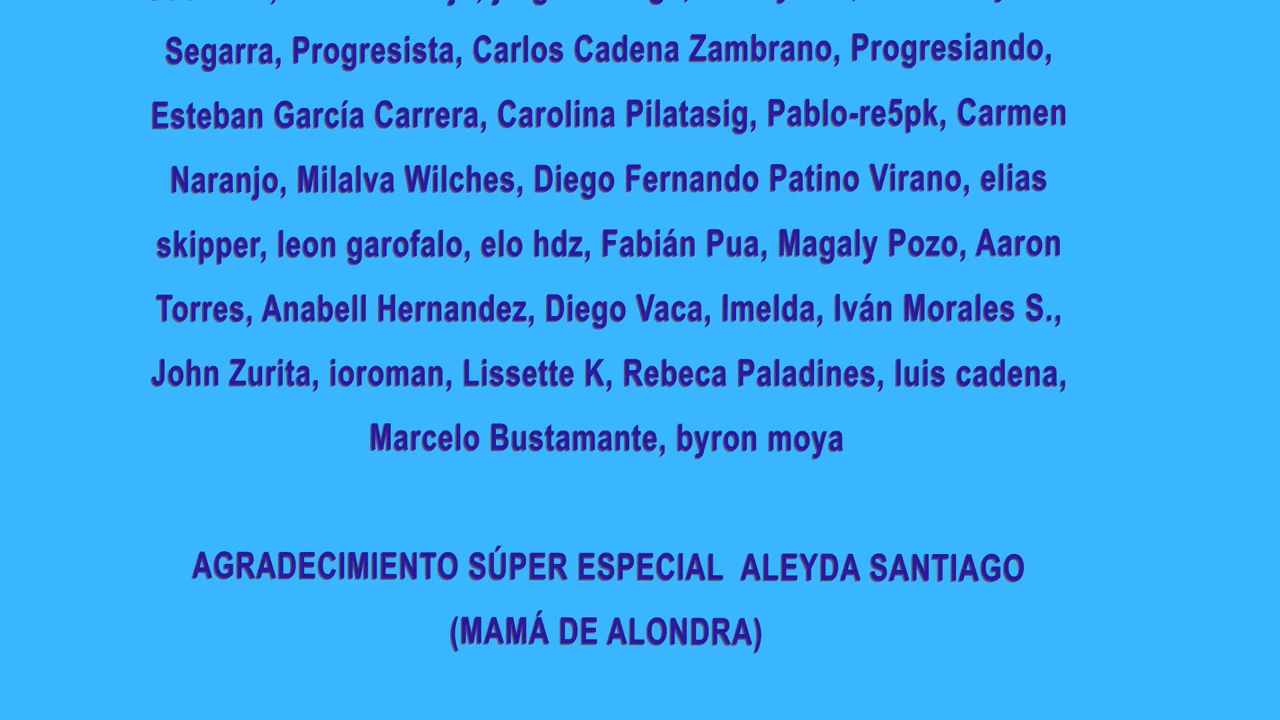 Segarra, Progresista, Carlos Cadena Zambrano, Progresiando,
Esteban García Carrera, Carolina Pilatasig, Pablo-re5pk, Carmen
Naranjo, Milalva Wilches, Diego Fernando Patino Virano, elias
skipper, leon garofalo, elo hdz, Fabián Pua, Magaly Pozo, Aaron
Torres, Anabell Hernandez, Diego Vaca, Imelda, Iván Morales S.,
John Zurita, ioroman, Lissette K, Rebeca Paladines, luis cadena,
Marcelo Bustamante, byron moya
AGRADECIMIENTO SÚPER ESPECIAL ALEYDA SANTIAGO
(MAMÁ DE ALONDRA)